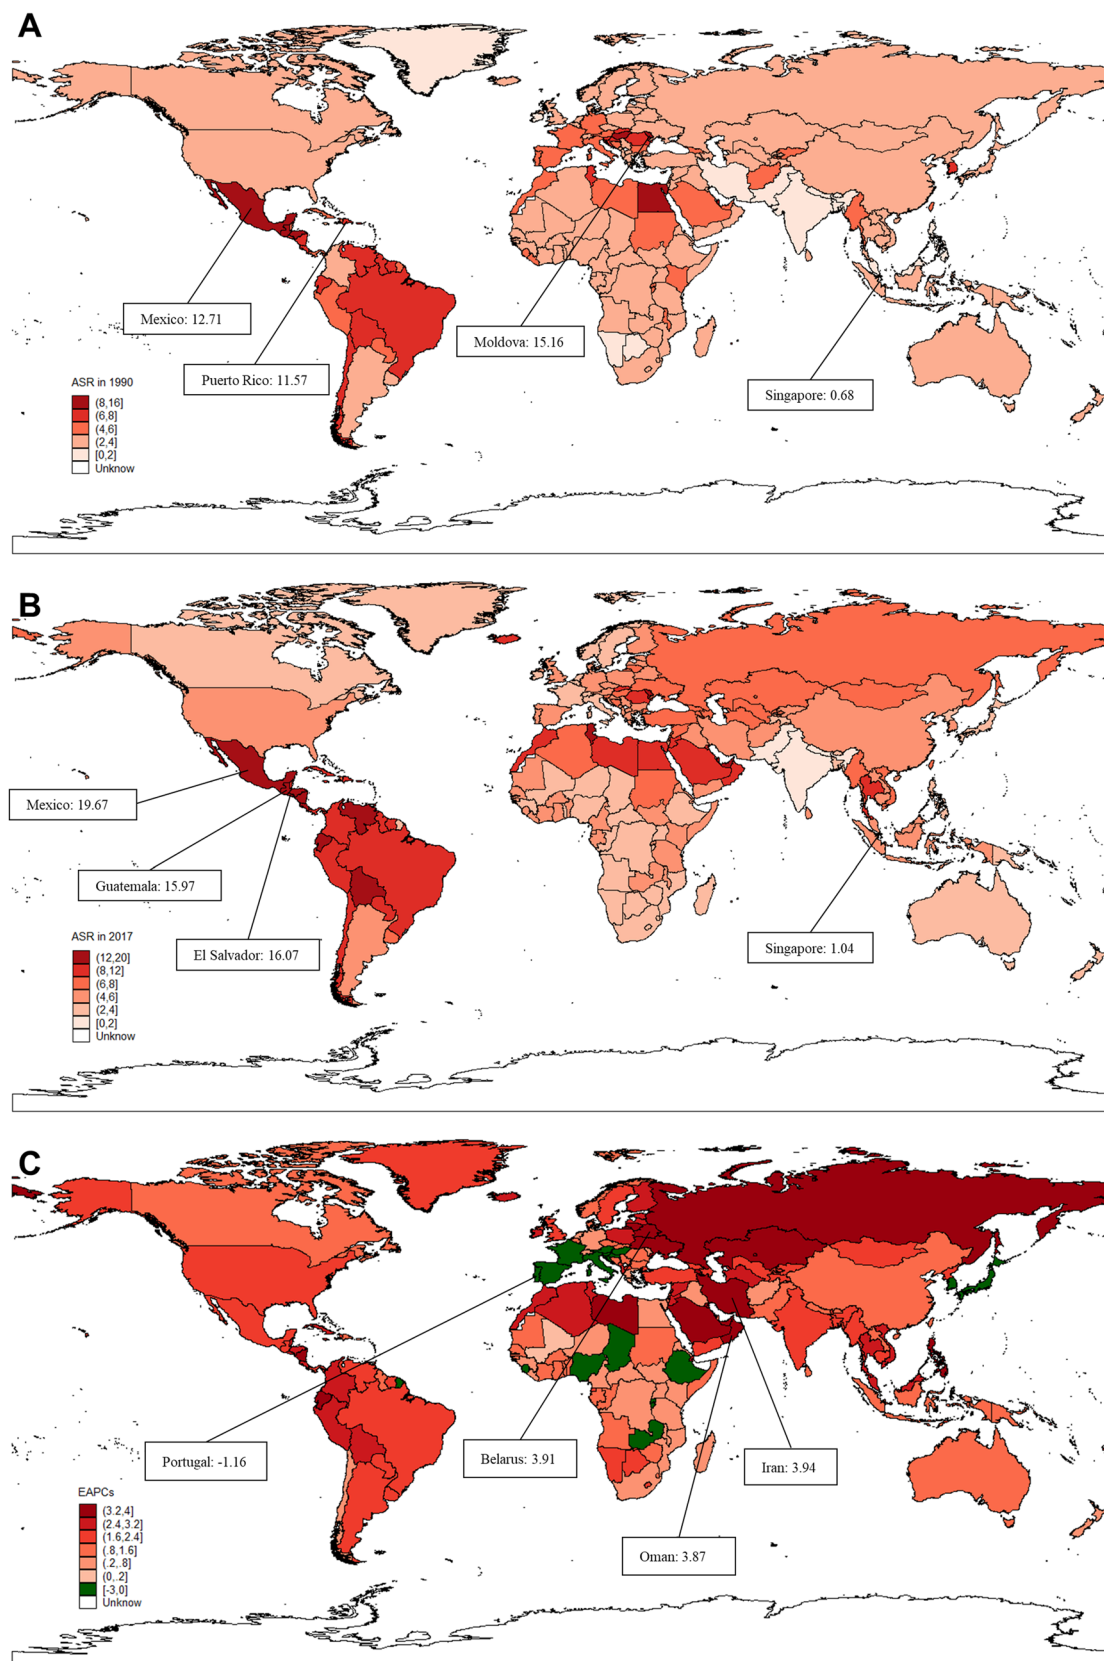 A
Mexico: 12.71
Moldova: 15.16
Puerto Rico: 11.57
Singapore: 0.68
ASR in 1990
(8,16]
(6,8]
(4,6]
(2,4]
[0,2]
Unknow
B
Mexico: 19.67
Guatemala: 15.97
El Salvador: 16.07
Singapore: 1.04
ASR in 2017
(12,20]
(8,12]
(6,8]
(4,6]
(2,4]
[0,2]
Unknow
C
Portugal: -1.16
Belarus: 3.91
Iran: 3.94
Oman: 3.87
EAPCs
(3.2,4]
(2.4,3.2]
(1.6,2.4]
(.8,1.6]
(.2,.8]
(0,.2]
[-3,0]
Unknow